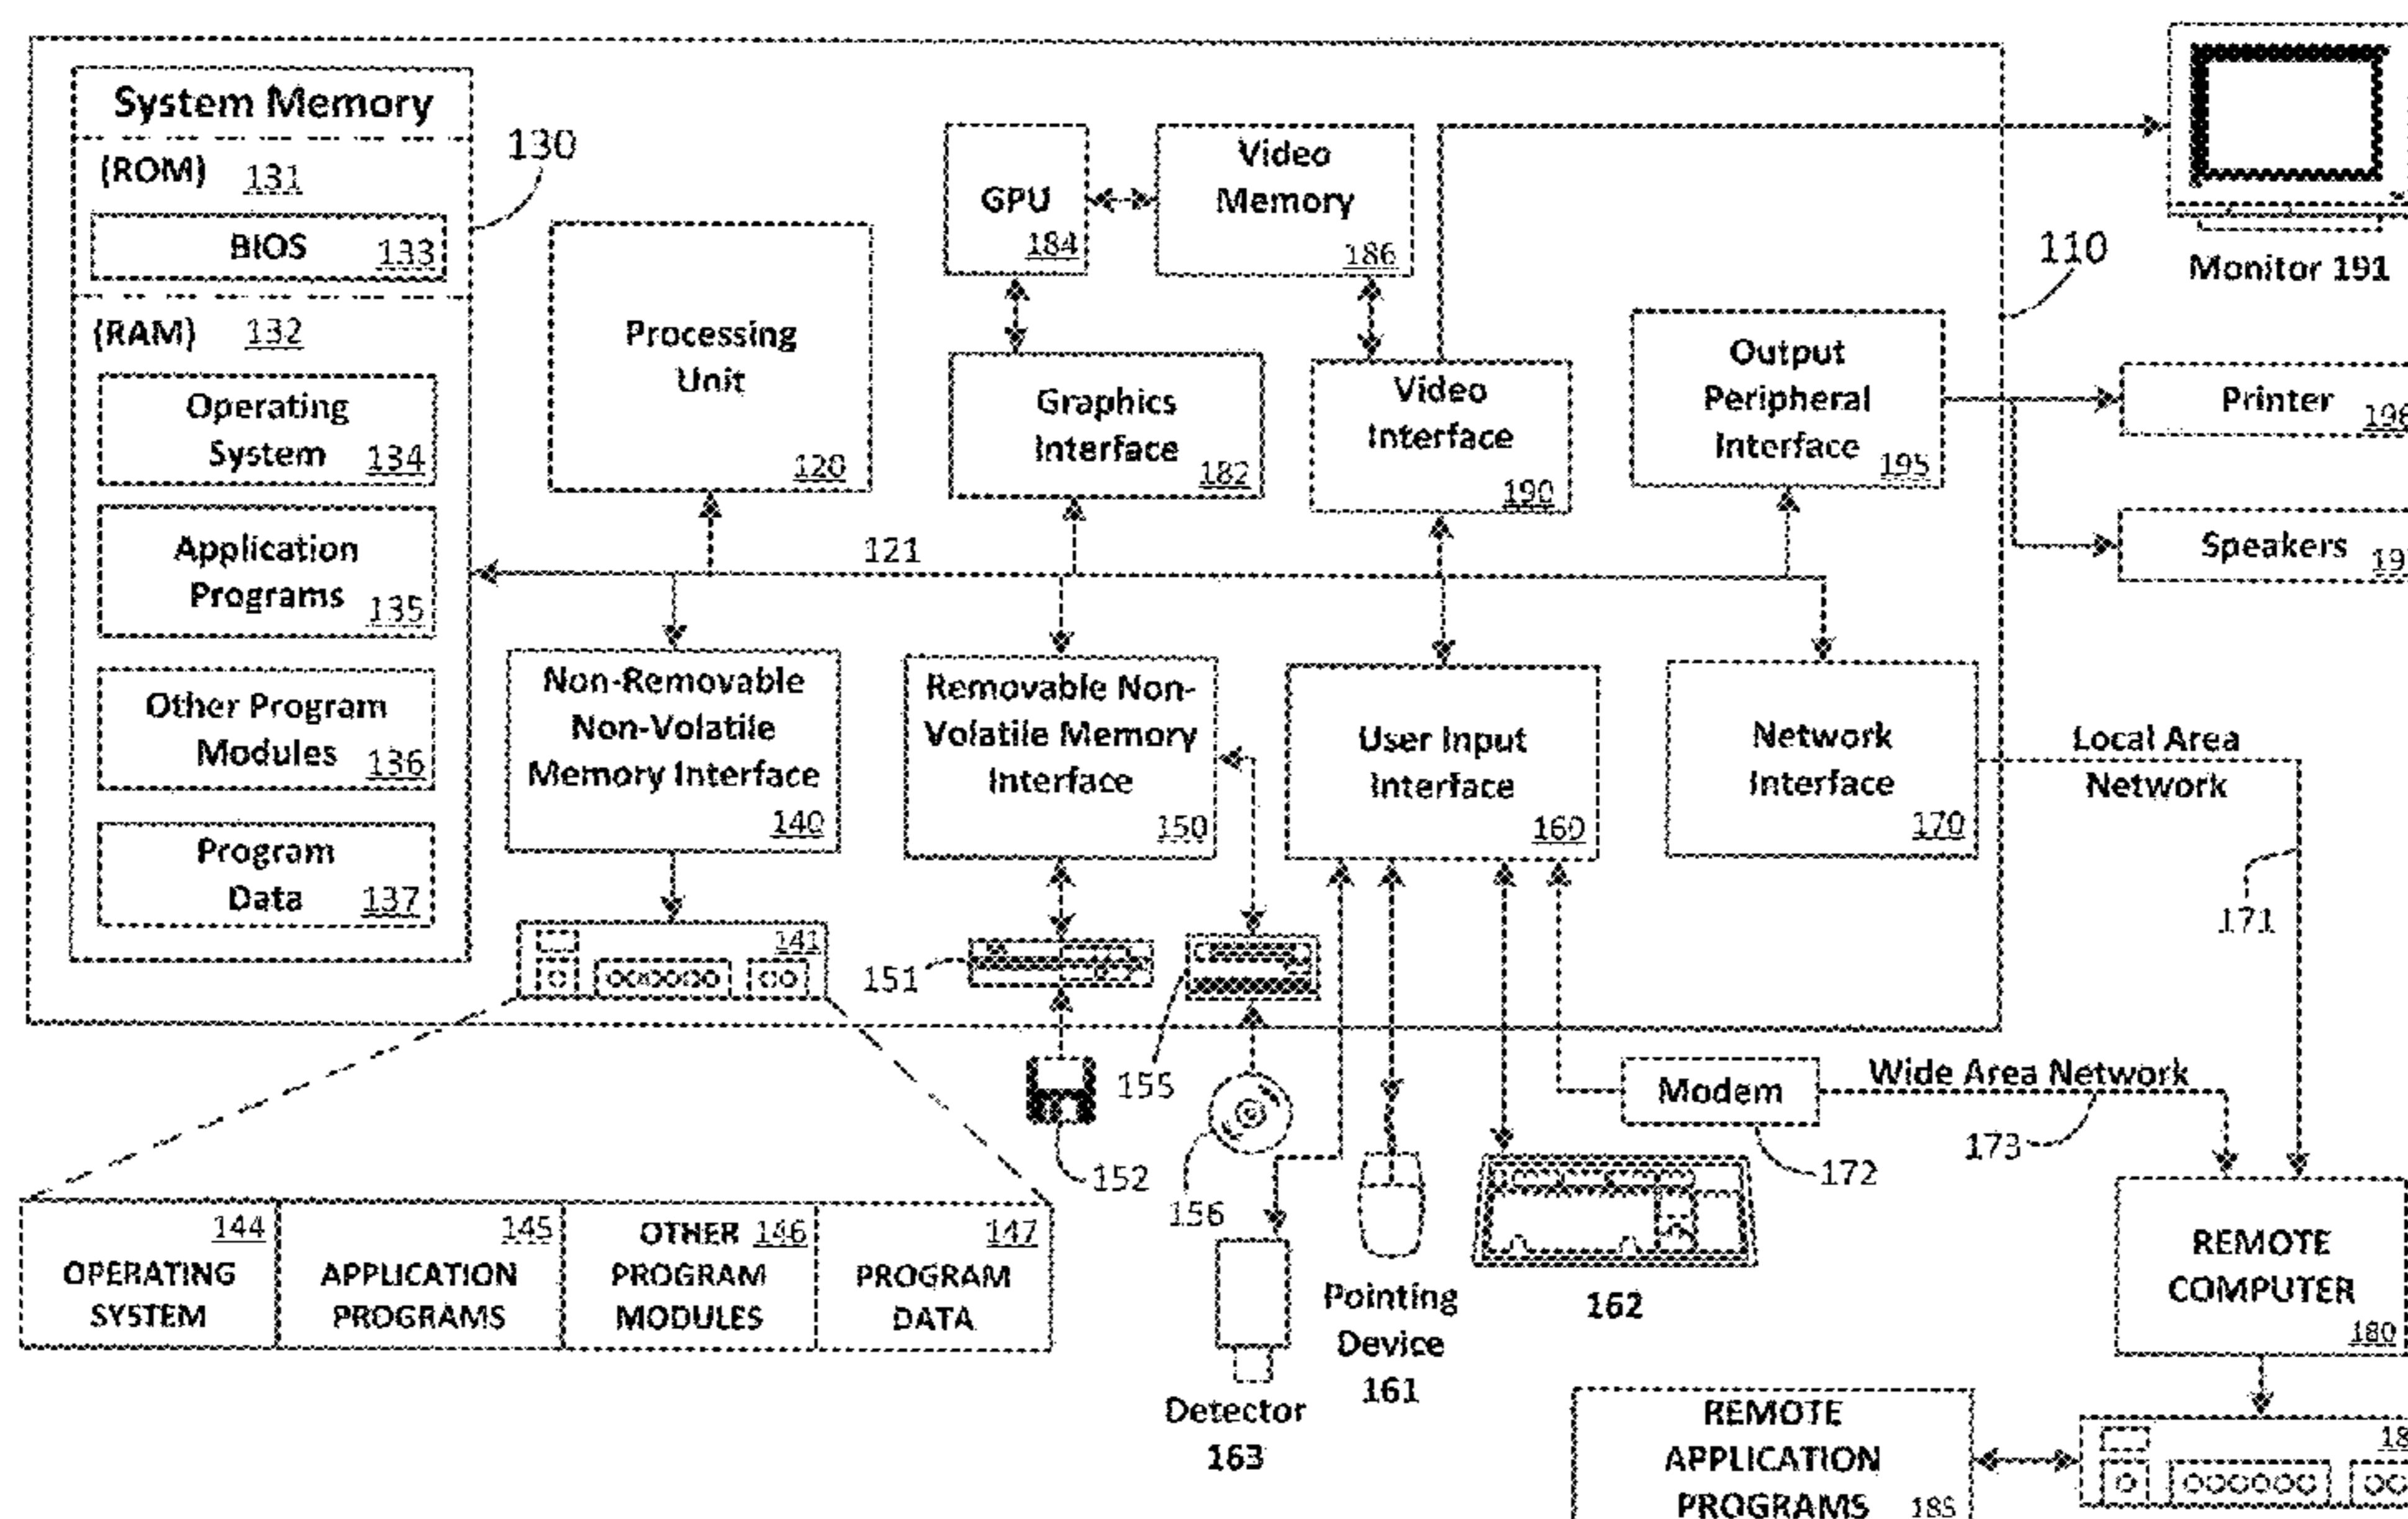 System Memory
(ROM) 131
BIOS 133
130
(RAM) 132
Operating
System 134
Application
Programs 135
Other Program
Modules 136
Program
Data 137
Processing
Unit
120
GPU
184
Video
Memory
186
Graphics
Interface
182
Video
Interface
190
Output
Peripheral
Interface
195
110
Monitor 191
Printer
Speakers
121
Non-Removable
Non-Volatile
Memory Interface
140
Removable Non-
Volatile Memory
Interface
150
User Input
Interface
160
Network
Interface
170
Local Area
Network
171
141
151
155
152
156
Modem
172
Wide Area Network
173
144
OPERATING
SYSTEM
145
APPLICATION
PROGRAMS
OTHER 146
PROGRAM
MODULES
147
PROGRAM
DATA
Detector
163
Pointing
Device
161
162
REMOTE
COMPUTER
180
REMOTE
APPLICATION
PROGRAMS 185